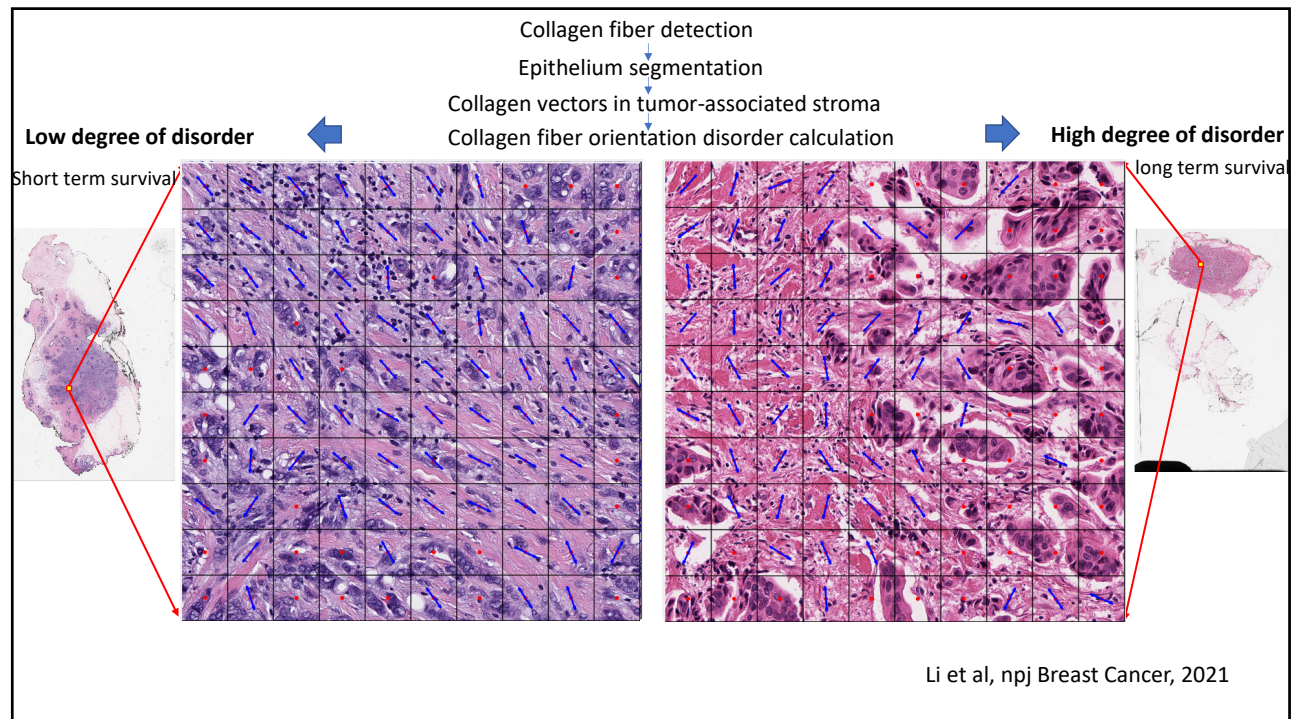 Collagen fiber detection
Epithelium segmentation
Collagen vectors in tumor-associated stroma
Low degree of disorder
Collagen fiber orientation disorder calculation
High degree of disorder
Short term survival
long term survival
Li et al, npj Breast Cancer, 2021